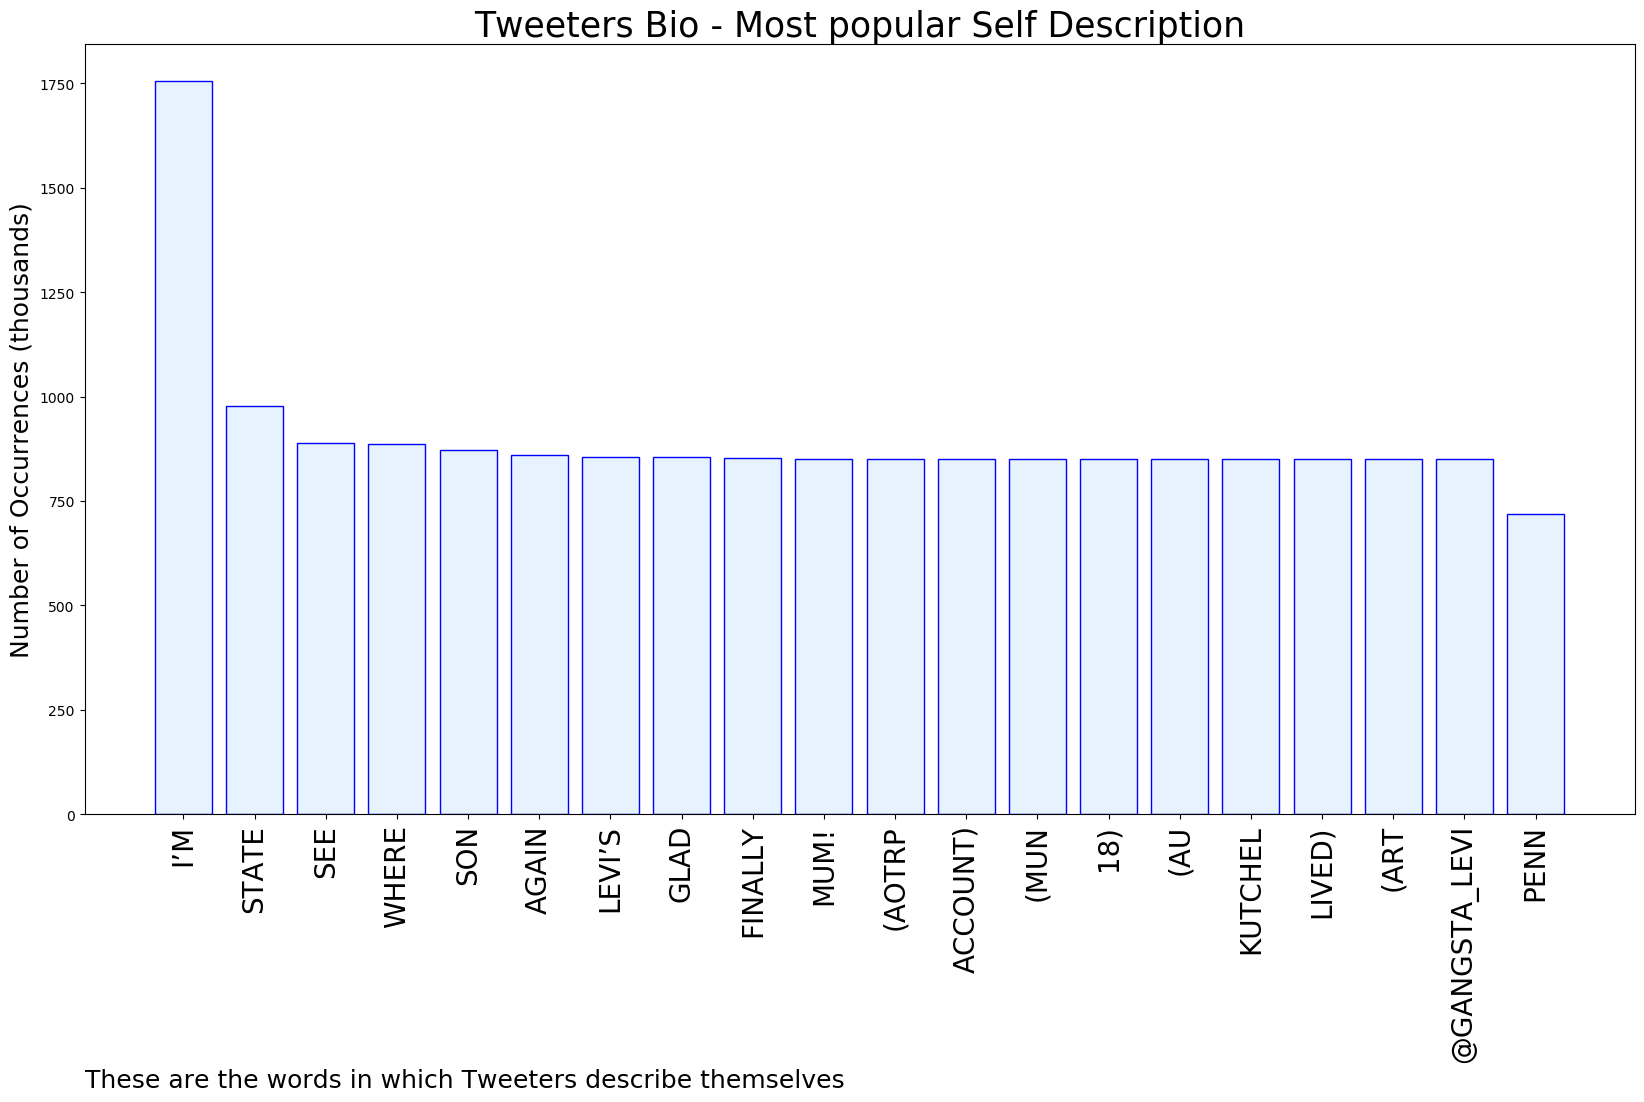 Tweeters Bio - Most popular Self Description
Number of Occurrences (thousands)
1750
1500
1250
1000
750
500
250
0
I’M
STATE
SEE
WHERE
SON
AGAIN
LEVI’S
GLAD
FINALLY
MUM!
(AOTRP
ACCOUNT)
(MUN
18)
(AU
KUTCHEL
LIVED)
(ART
@GANGSTA_LEVI
PENN
These are the words in which Tweeters describe themselves